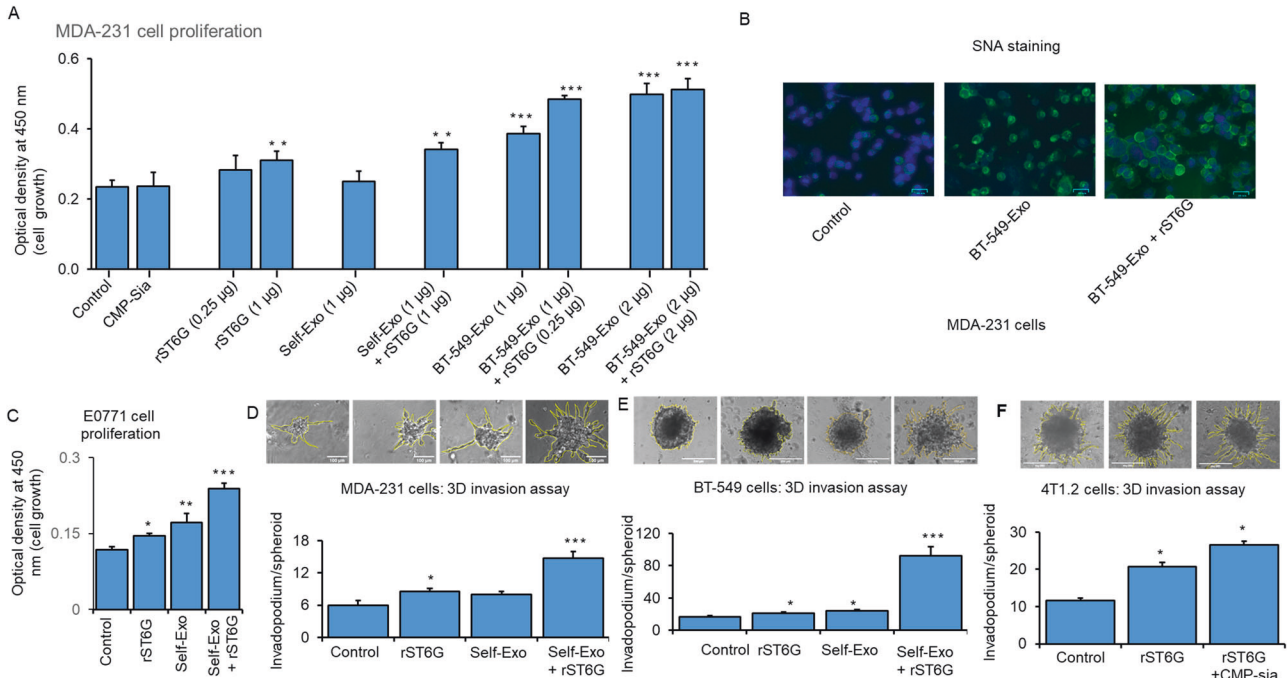 A
MDA-231 cell proliferation
Optical density at 450 nm
(cell growth)
0.6
0.4
0.2
0.0
* *
* *
***
***
***
***
Control
CMP-Sia
rST6G (0.25 µg)
rST6G (1 µg)
Self-Exo (1 µg)
Self-Exo (1 µg)
+ rST6G (1 µg)
BT-549-Exo (1 µg)
BT-549-Exo (1 µg)
+ rST6G (0.25 µg)
BT-549-Exo (2 µg)
BT-549-Exo (2 µg)
+ rST6G (2 µg)
B
SNA staining
Control
BT-549-Exo
BT-549-Exo + rST6G
MDA-231 cells
C
E0771 cell
proliferation
Optical density at 450
nm (cell growth)
0.3
0.15
0
*
**
***
Control
rST6G
Self-Exo
Self-Exo
+ rST6G
D
100 µm
100 µm
100 µm
MDA-231 cells: 3D invasion assay
Invadopodium/spheroid
18
12
6
0
*
***
Control
rST6G
Self-Exo
Self-Exo
+ rST6G
E
BT-549 cells: 3D invasion assay
Invadopodium/spheroid
120
80
40
0
*
*
***
Control
rST6G
Self-Exo
Self-Exo
+ rST6G
F
4T1.2 cells: 3D invasion assay
Invadopodium/spheroid
30
20
10
0
*
*
Control
rST6G
rST6G
+CMP-sia